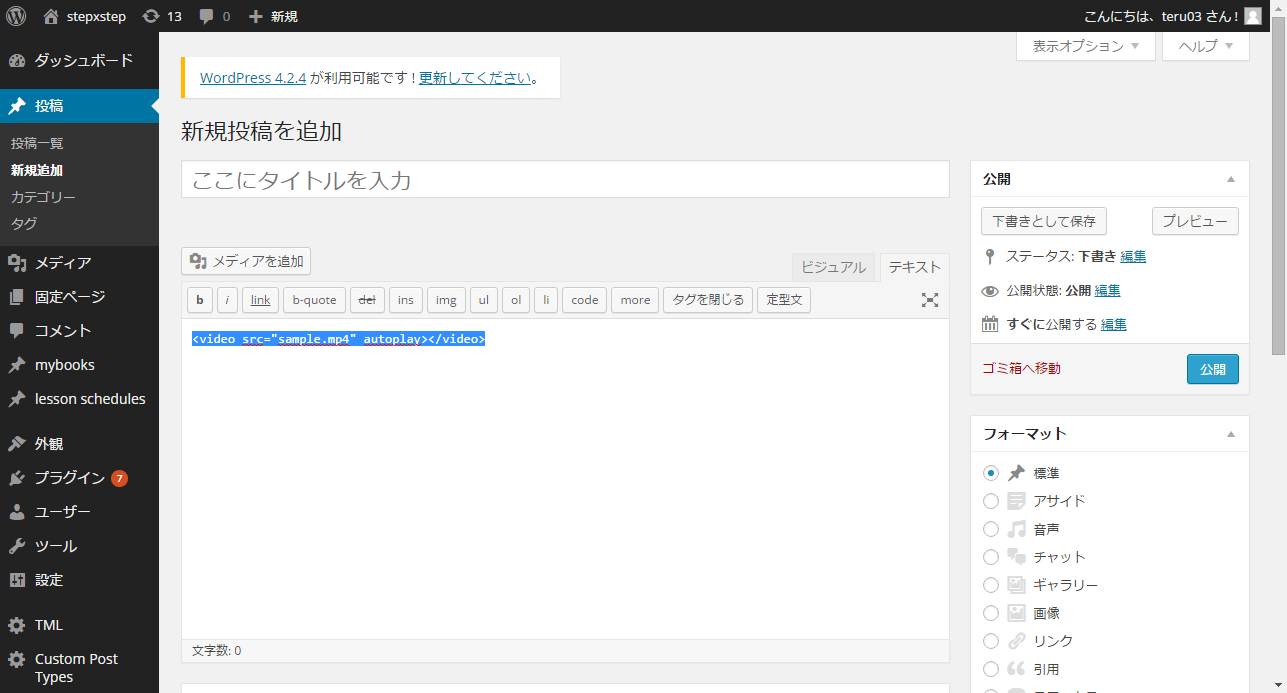 stepxstep 13 0 新規 こんにちは、teru03 さん !
表示オプション ヘルプ
ダッシュボード
投稿
投稿一覧
新規追加
カテゴリー
タグ
メディア
固定ページ
コメント
mybooks
lesson schedules
外観
プラグイン 7
ユーザー
ツール
設定
TML
Custom Post
Types
WordPress 4.2.4 が利用可能です ! 更新してください。
新規投稿を追加
ここにタイトルを入力
メディアを追加
ビジュアル テキスト
b i link b-quote del ins img ul ol li code more タグを閉じる 定型文
<video src="sample.mp4" autoplay></video>
文字数: 0
公開
下書きとして保存 プレビュー
ステータス: 下書き 編集
公開状態: 公開 編集
すぐに公開する 編集
ゴミ箱へ移動 公開
フォーマット
標準
アサイド
音声
チャット
ギャラリー
画像
リンク
引用